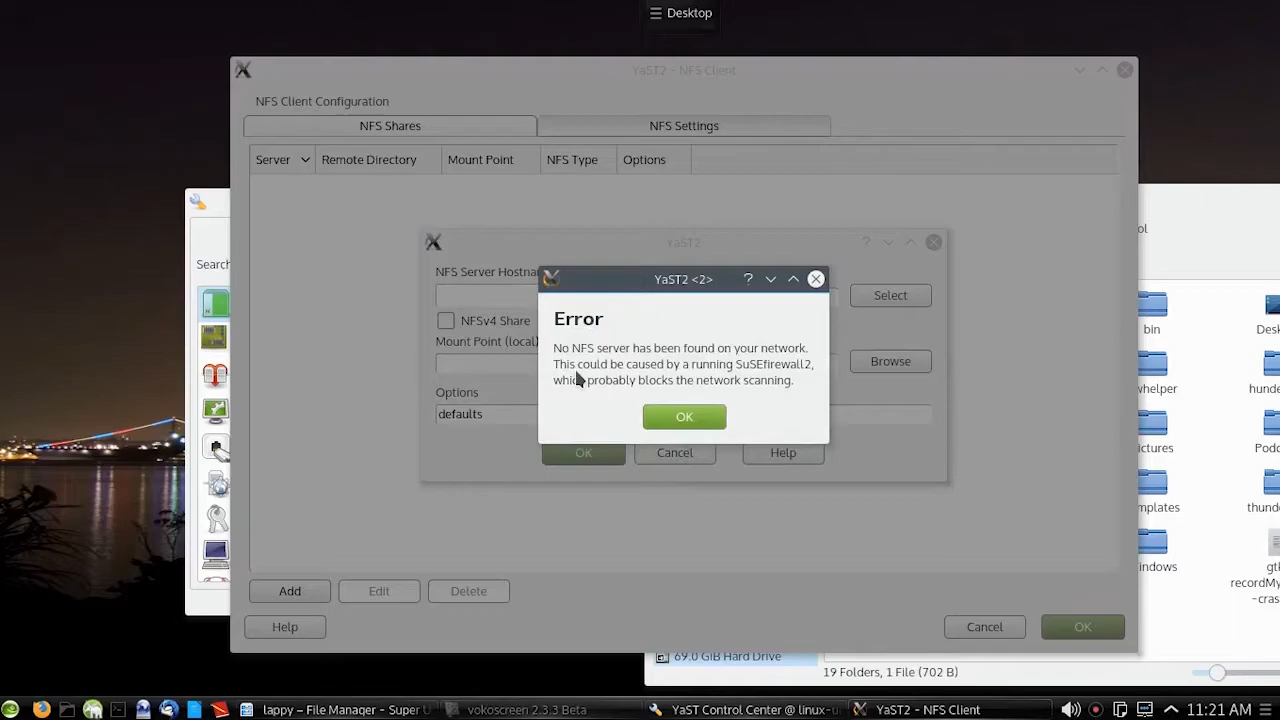 Desktop
YaST2 - NFS Client
NFS Client Configuration
NFS Shares
NFS Settings
Server
Remote Directory
Mount Point
NFS Type
Options
YaST2
NFS Server Hostna
Select
NFSv4 Share
Mount Point (local)
Browse
Options
defaults
OK
Cancel
Help
YaST2 <2>
Error
No NFS server has been found on your network.
This could be caused by a running SuSEfirewall2,
which probably blocks the network scanning.
OK
Search
ol
bin
Desk
whelper
hunde
ictures
Podc
mplates
thund
indows
gtk
recordMy
-cras
Add
Edit
Delete
Help
Cancel
OK
69.0 GiB Hard Drive
19 Folders, 1 File (702 B)
lappy – File Manager – Super U
vokoscreen 2.3.3 Beta
YaST Control Center @ linux-
YaST2 - NFS Client
11:21 AM